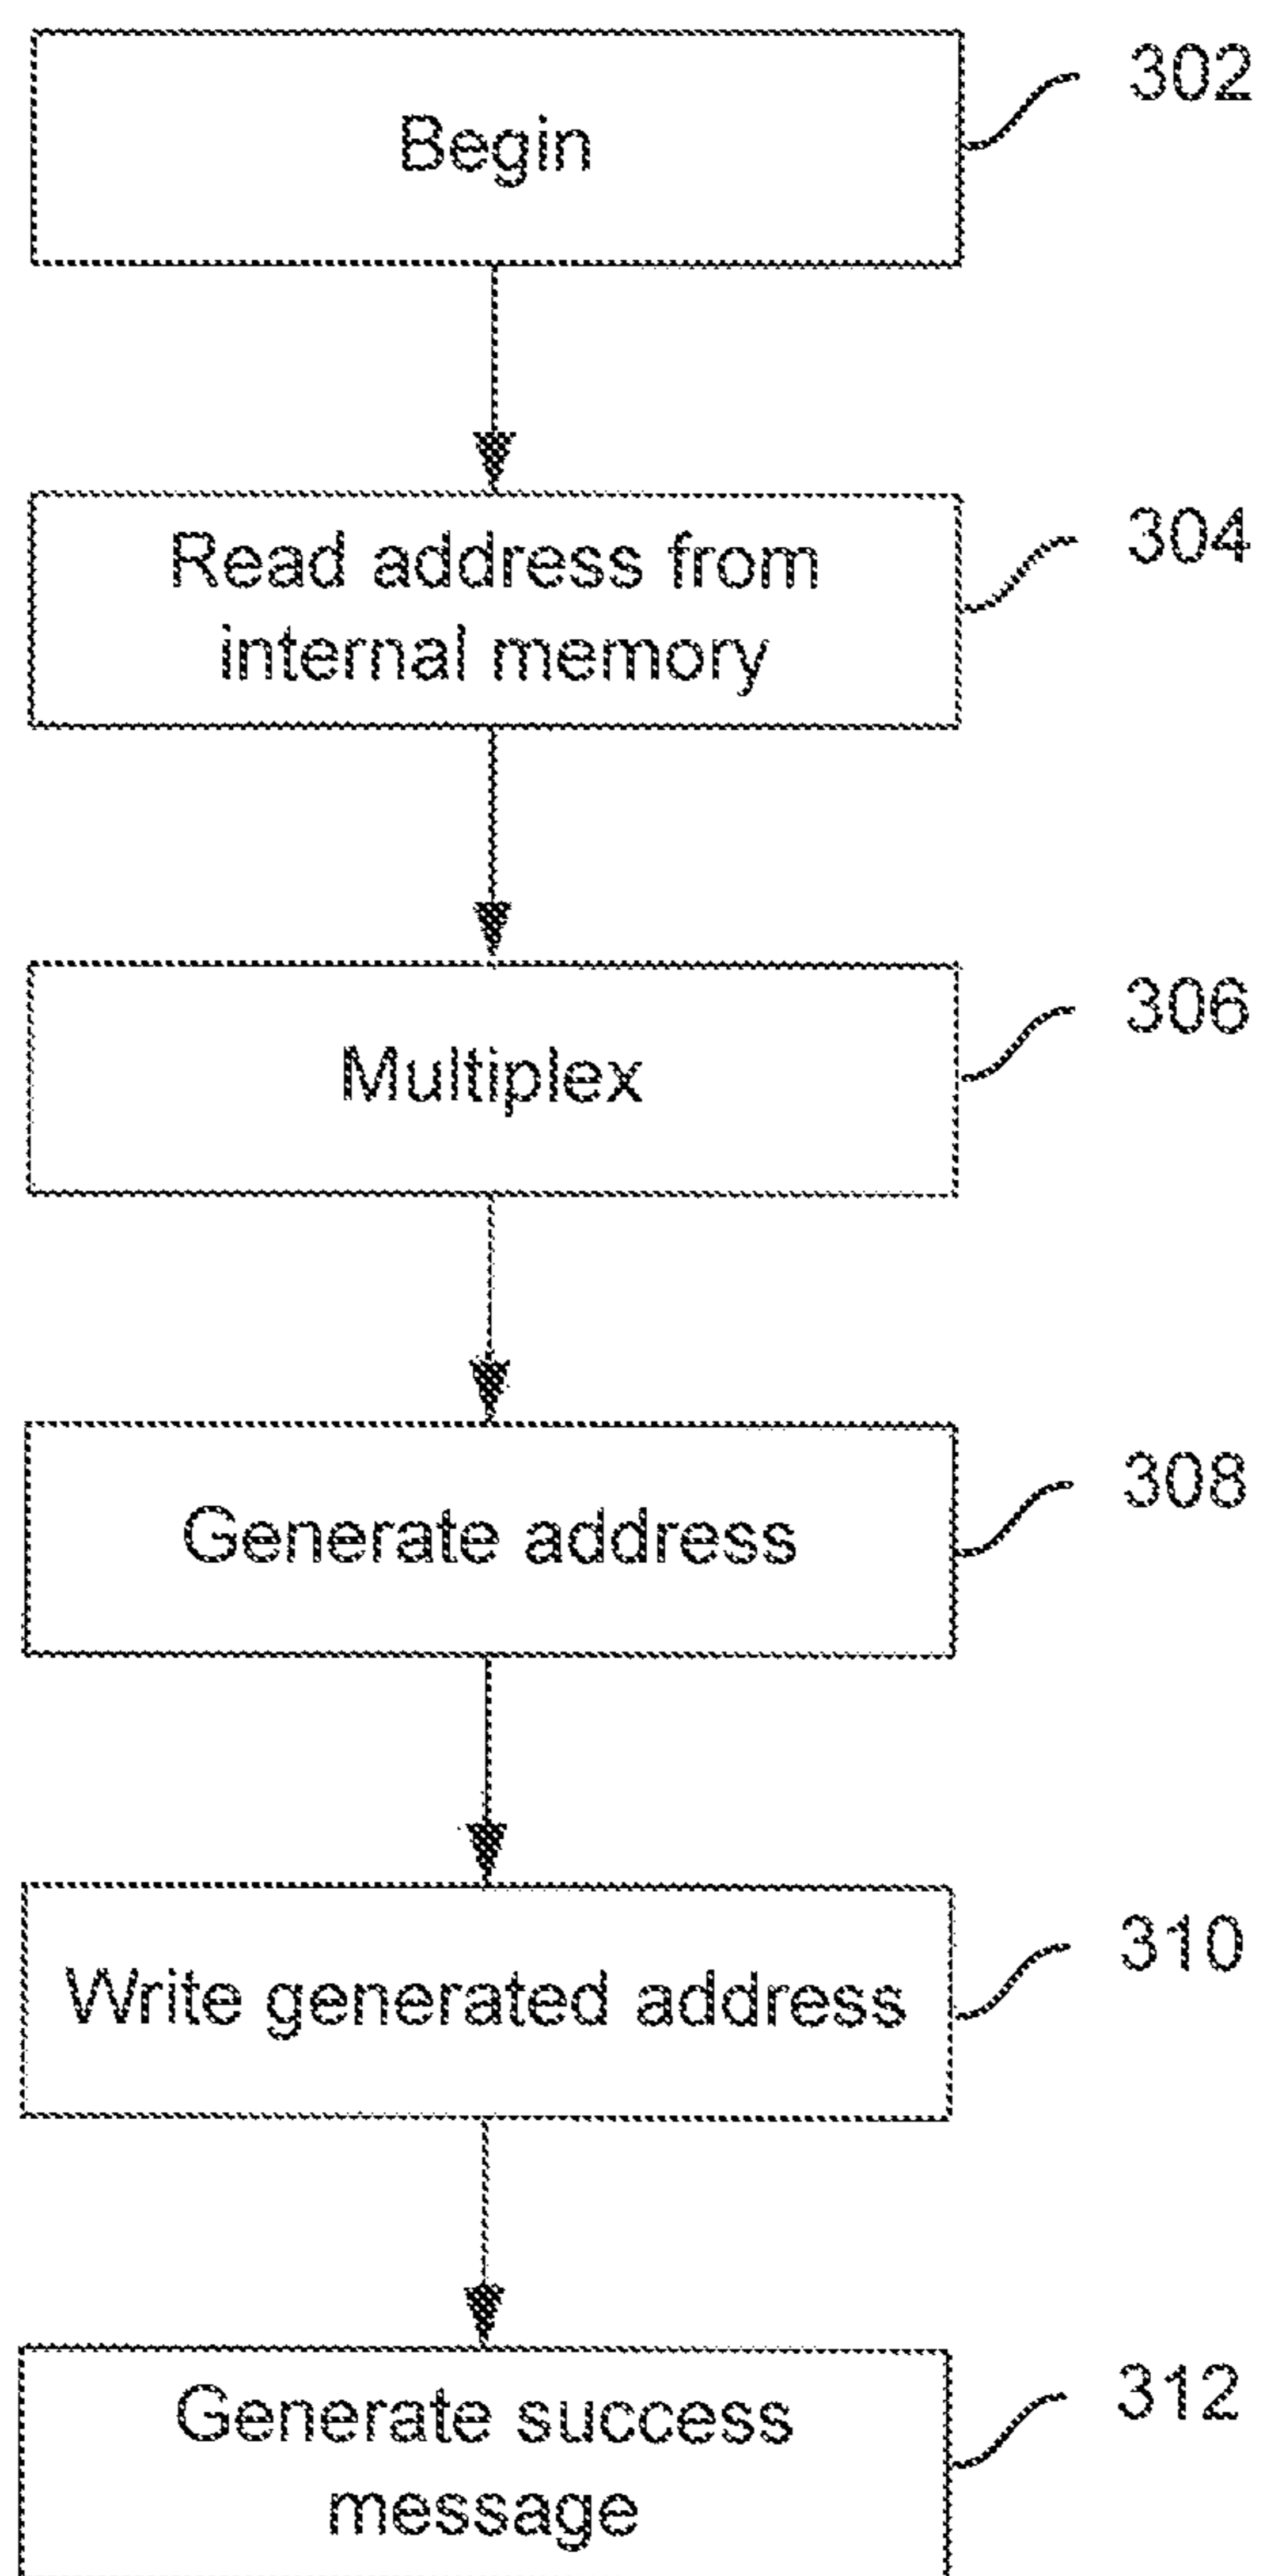 Begin
302
Read address from
internal memory
304
Multiplex
306
Generate address
308
Write generated address
310
Generate success
message
312